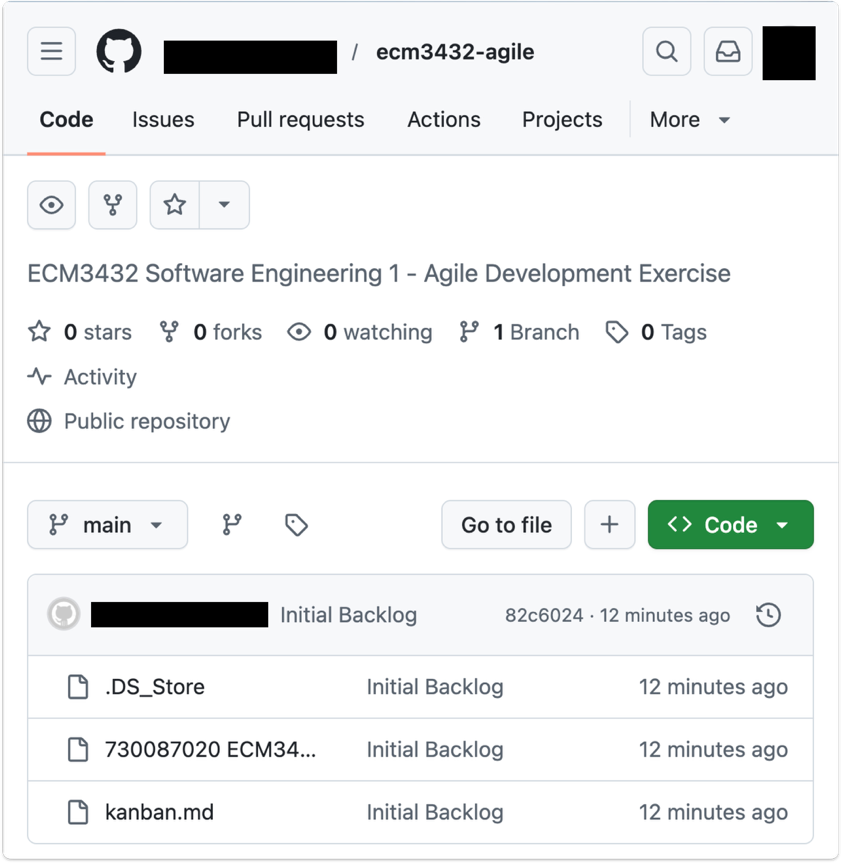 / ecm3432-agile
Code Issues Pull requests Actions Projects More
ECM3432 Software Engineering 1 - Agile Development Exercise
0 stars 0 forks 0 watching 1 Branch 0 Tags
Activity
Public repository
main Go to file + <> Code
Initial Backlog 82c6024 · 12 minutes ago
.DS_Store Initial Backlog 12 minutes ago
730087020 ECM34... Initial Backlog 12 minutes ago
kanban.md Initial Backlog 12 minutes ago